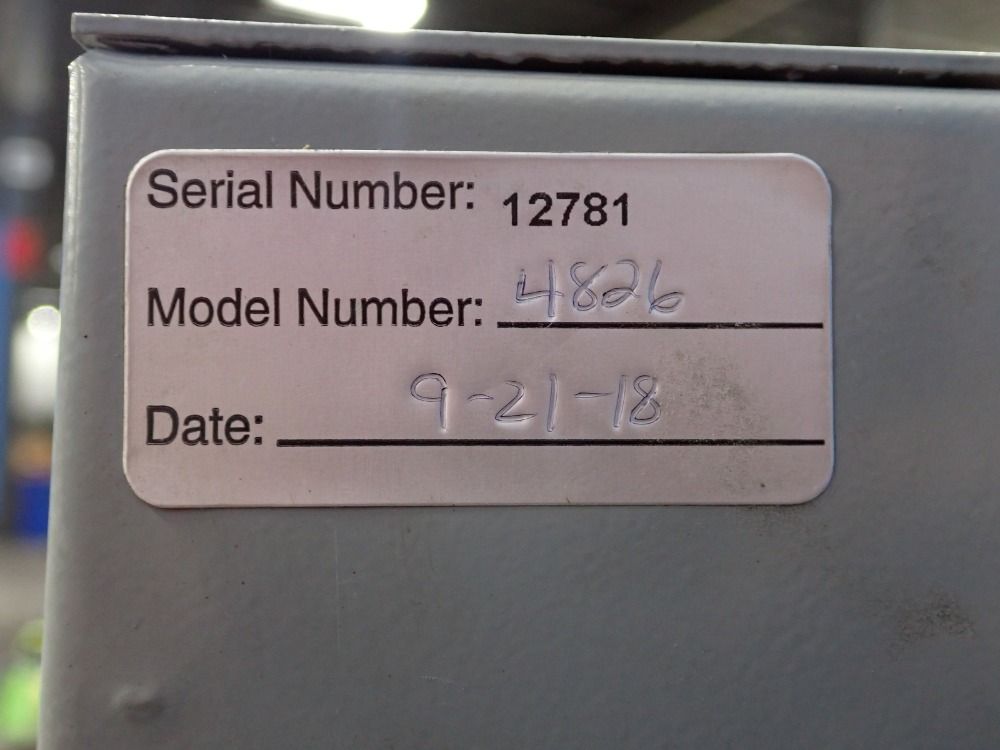 Serial Number: 12781
Model Number: 4826
Date: 9-21-18